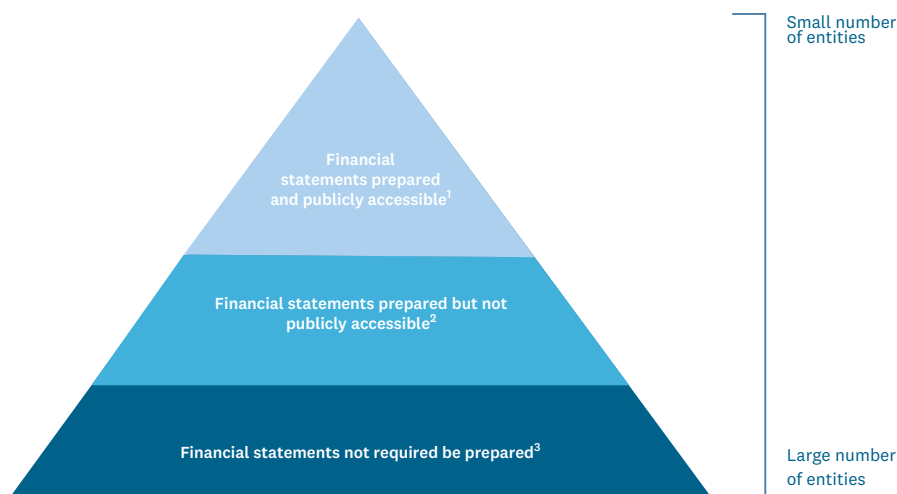 Small number
of entities
Financial
statements prepared
and publicly accessible¹
Financial statements prepared but not
publicly accessible²
Financial statements not required be prepared³
Large number
of entities